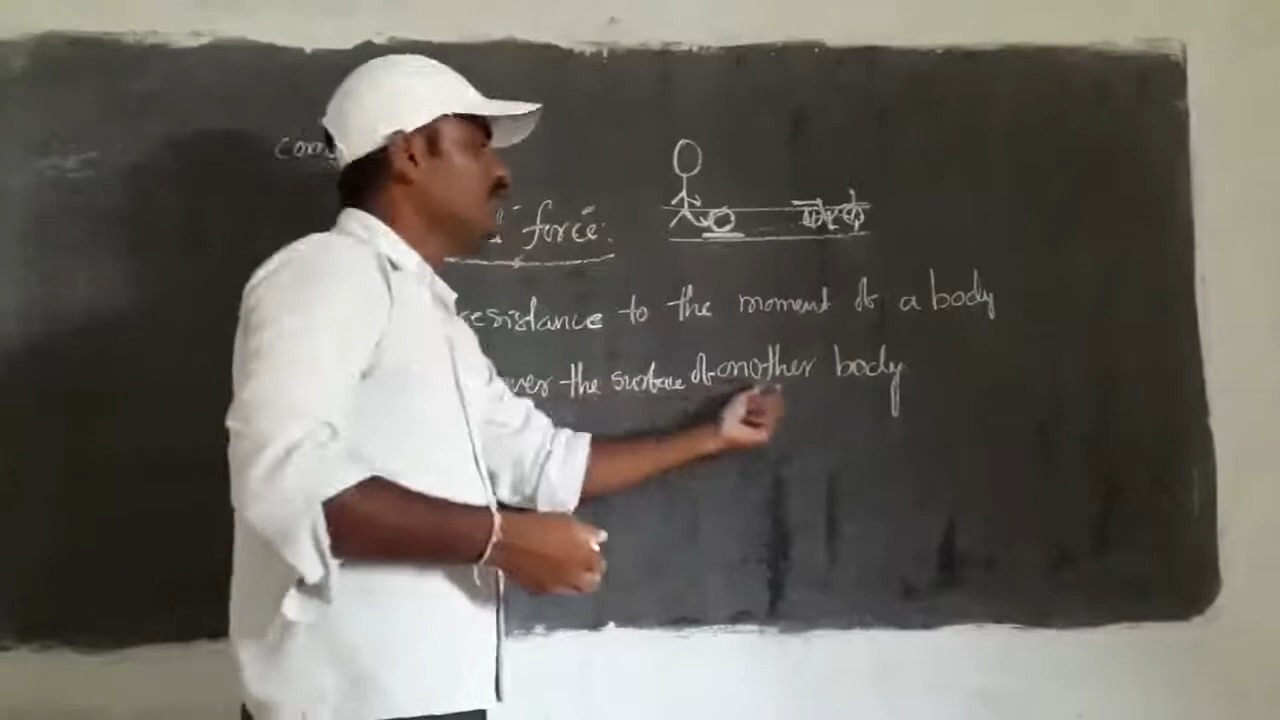 force:
resistance to the moment of a body
over the surface of another body